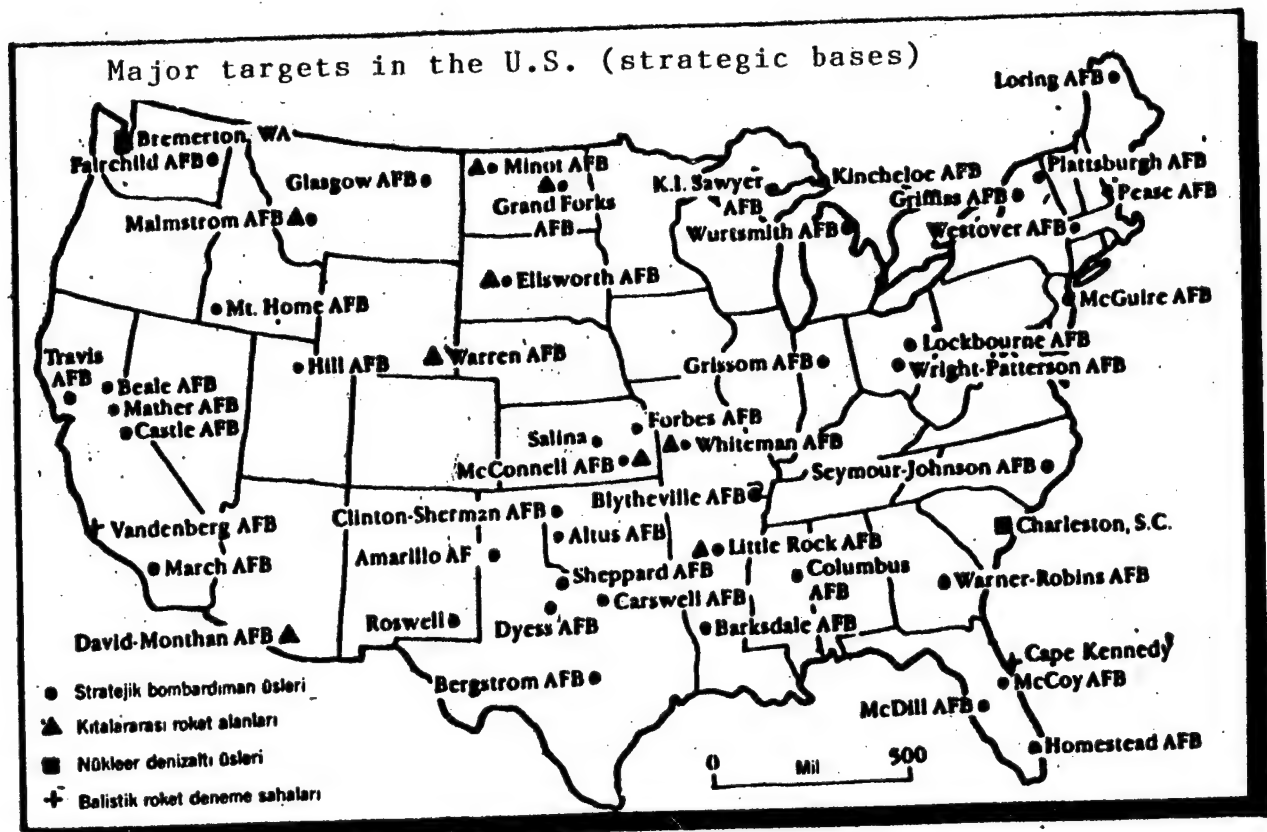 Major targets in the U.S. (strategic bases)
Loring AFB
Bremerton, WA
Fairchild AFB
Glasgow AFB
Minot AFB
Grand Forks
AFB
K.I. Sawyer
AFB
Kincheloe AFB
Plattsburgh AFB
Griffiss AFB
Pease AFB
Malmstrom AFB
Wurtsmith AFB
Westover AFB
Ellsworth AFB
Mt. Home AFB
McGuire AFB
Travis
AFB
Beale AFB
Mather AFB
Castle AFB
Hill AFB
Warren AFB
Grissom AFB
Lockbourne AFB
Wright-Patterson AFB
Forbes AFB
Salina
Whiteman AFB
McConnell AFB
Seymour-Johnson AFB
Blytheville AFB
Vandenberg AFB
Clinton-Sherman AFB
Altus AFB
Charleston, S.C.
March AFB
Amarillo AF
Little Rock AFB
Columbus
AFB
Sheppard AFB
Warner-Robins AFB
Carswell AFB
David-Monthan AFB
Roswell
Dyess AFB
Barksdale AFB
Cape Kennedy
McCoy AFB
Bergstrom AFB
McDill AFB
Homestead AFB
Stratejik bombardıman üsleri
Kıtalararası roket alanları
Nükleer denizaltı üsleri
Balistik roket deneme sahaları
0 Mil 500